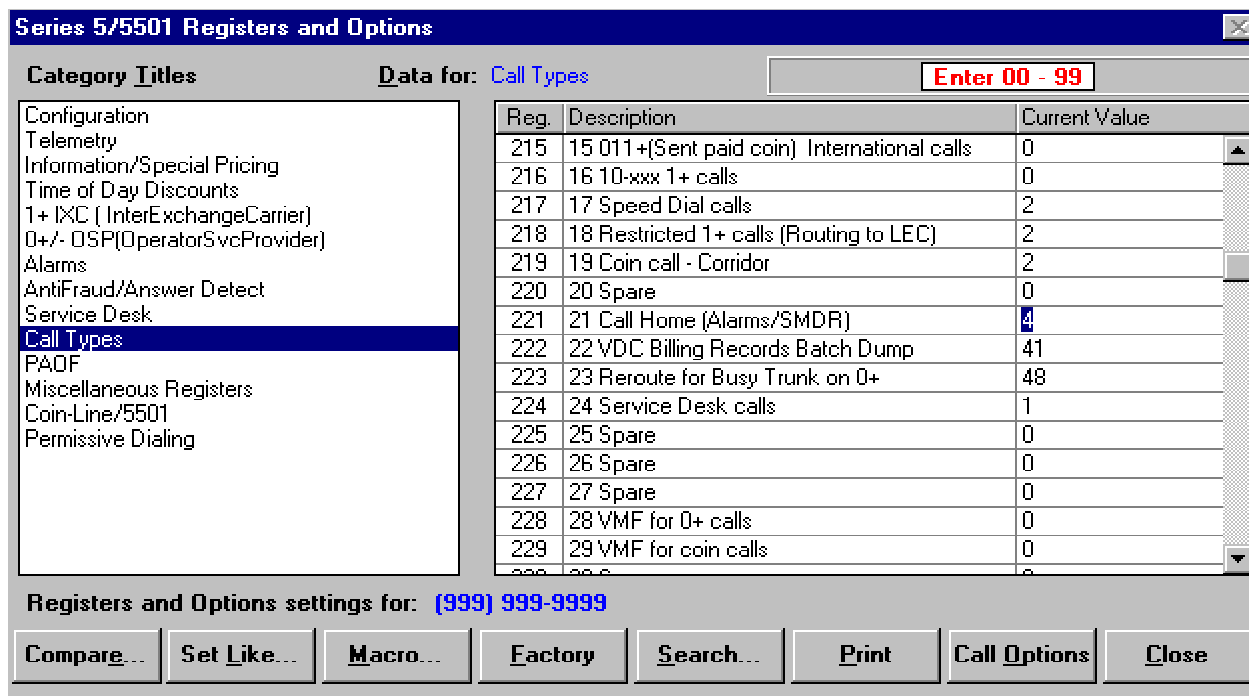 Series 5/5501 Registers and Options
Category Titles
Data for: Call Types
Enter 00 - 99
Configuration
Telemetry
Information/Special Pricing
Time of Day Discounts
1+ IXC ( InterExchangeCarrier)
0+/- OSP(OperatorSvcProvider)
Alarms
AntiFraud/Answer Detect
Service Desk
Call Types
PAOF
Miscellaneous Registers
Coin-Line/5501
Permissive Dialing
Reg. Description Current Value
215 15 011+(Sent paid coin) International calls 0
216 16 10-xxx 1+ calls 0
217 17 Speed Dial calls 2
218 18 Restricted 1+ calls (Routing to LEC) 2
219 19 Coin call - Corridor 2
220 20 Spare 0
221 21 Call Home (Alarms/SMDR) 4
222 22 VDC Billing Records Batch Dump 41
223 23 Reroute for Busy Trunk on 0+ 48
224 24 Service Desk calls 1
225 25 Spare 0
226 26 Spare 0
227 27 Spare 0
228 28 VMF for 0+ calls 0
229 29 VMF for coin calls 0
Registers and Options settings for: (999) 999-9999
Compare... Set Like... Macro... Factory Search... Print Call Options Close